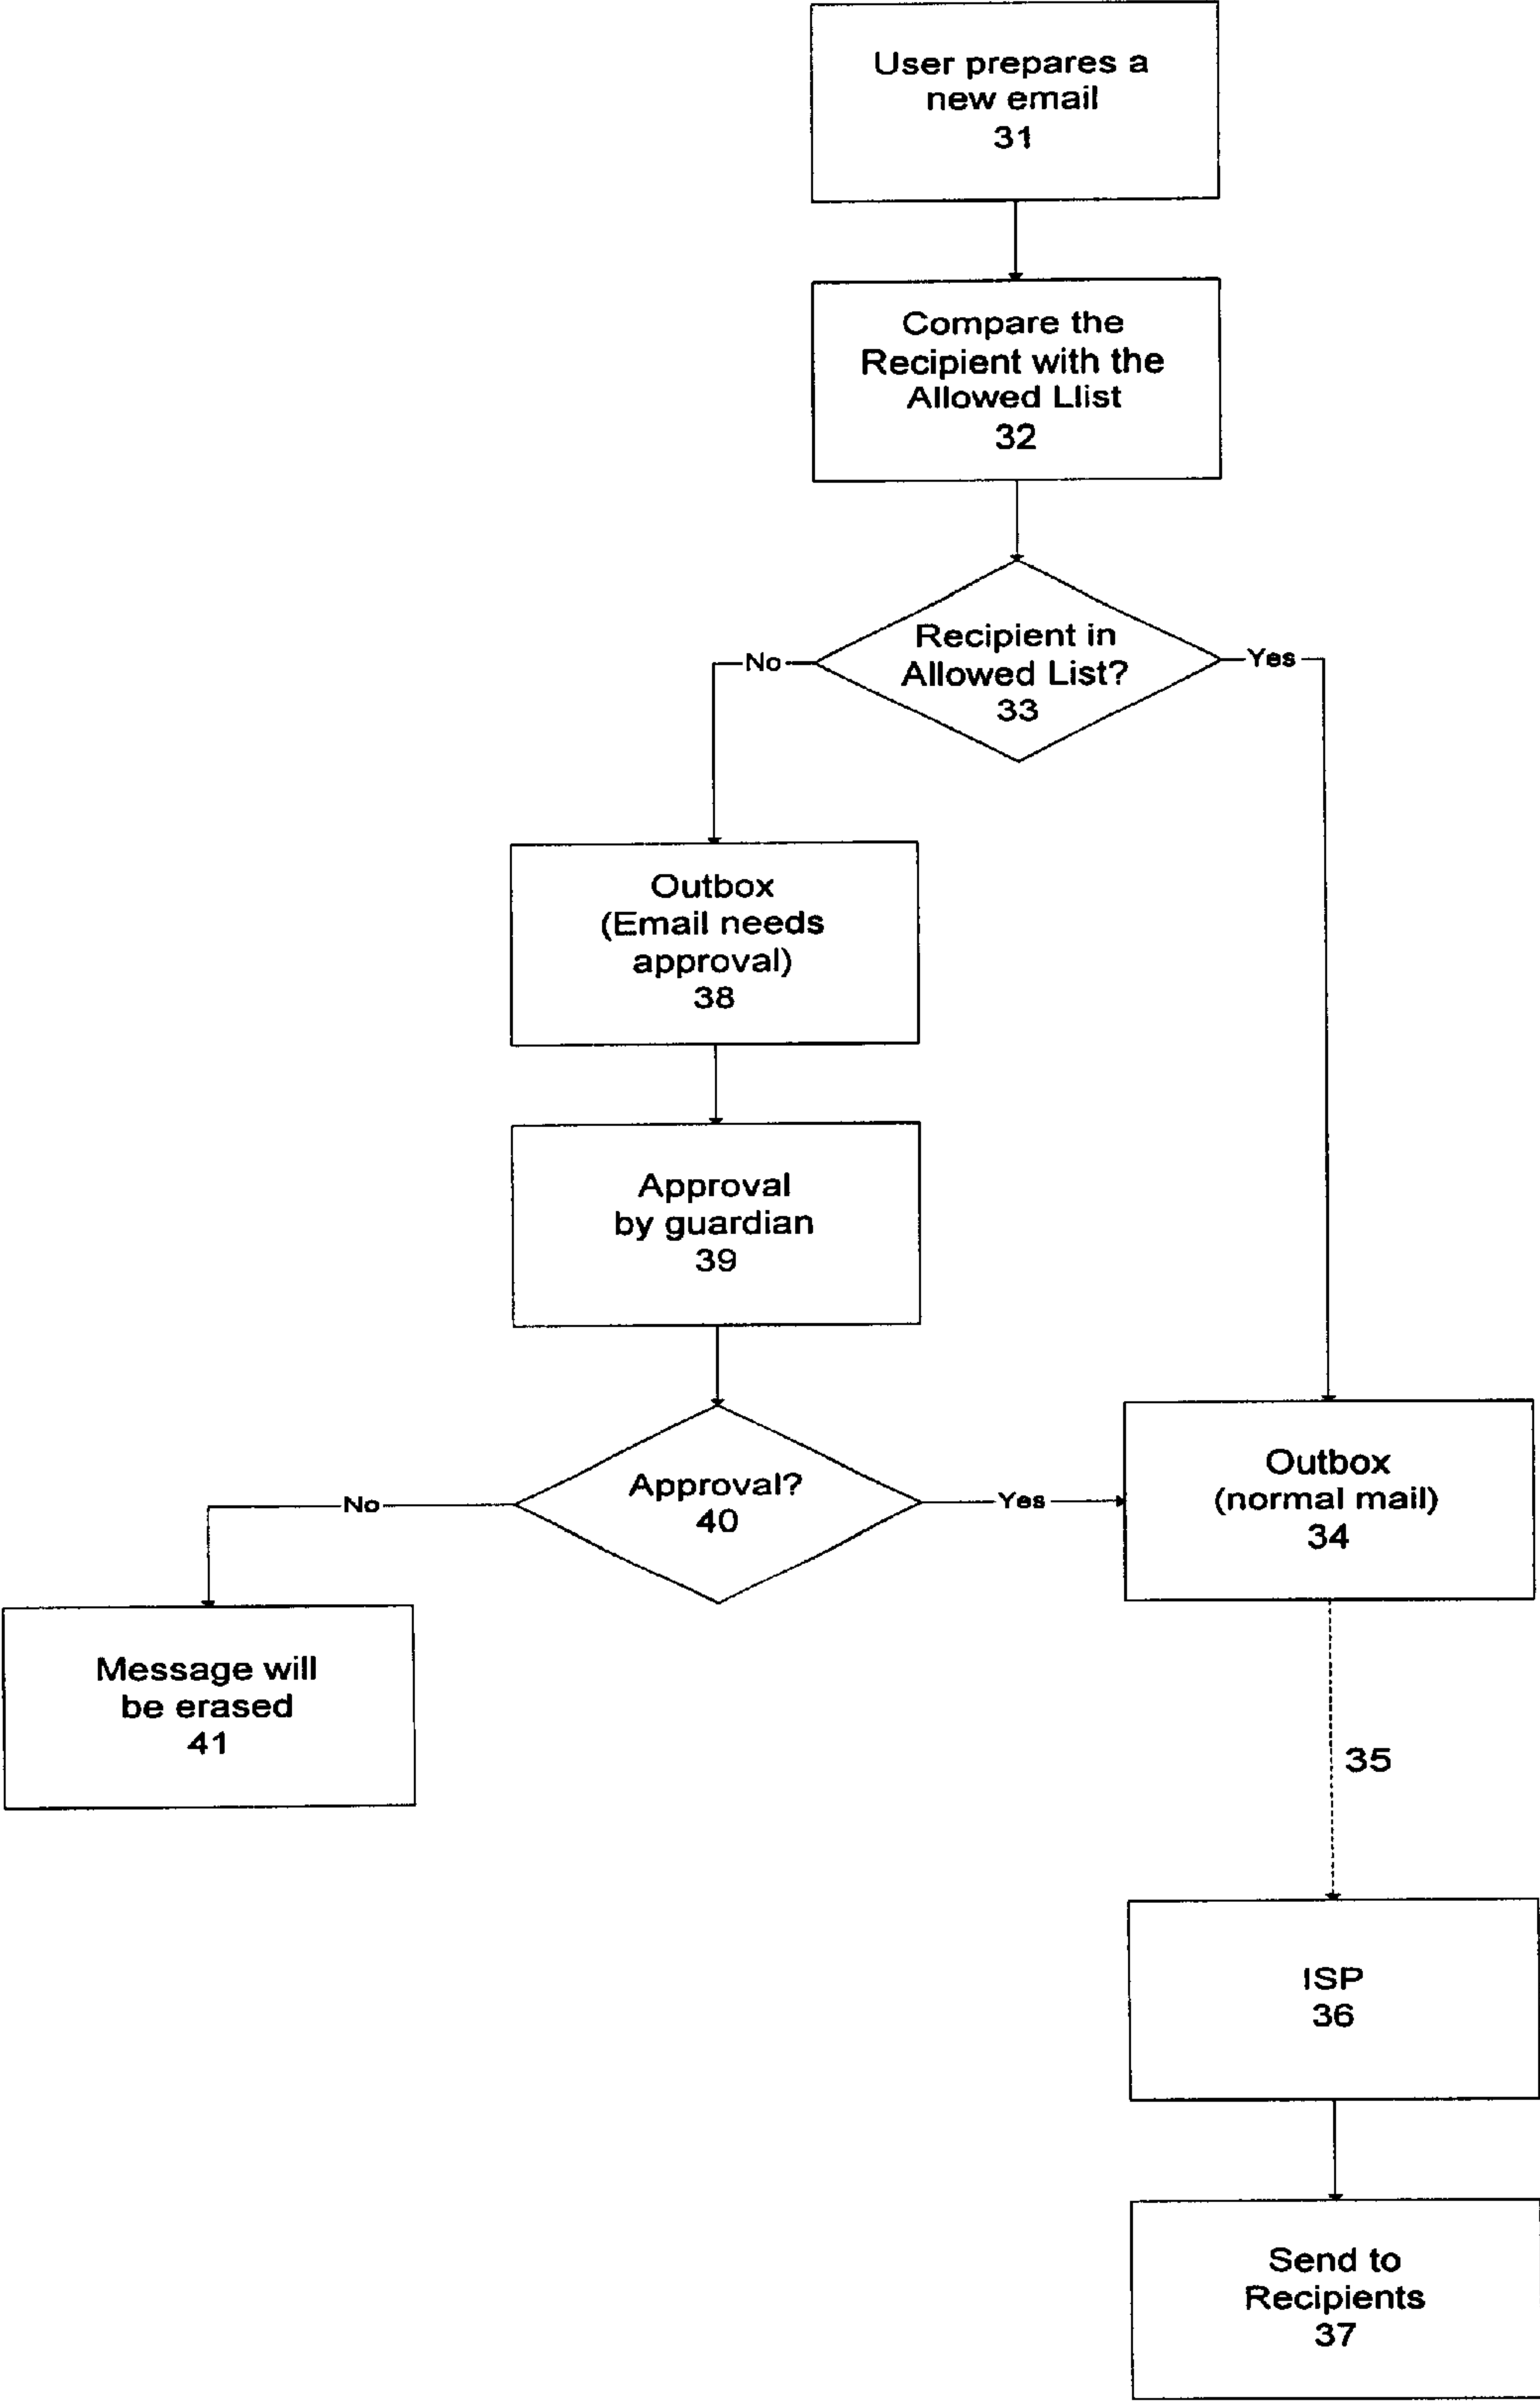 User prepares a
new email
31
Compare the
Recipient with the
Allowed Llist
32
Recipient in
Allowed List?
33
No
Yes
Outbox
(Email needs
approval)
38
Approval
by guardian
39
Approval?
40
No
Yes
Outbox
(normal mail)
34
Message will
be erased
41
35
ISP
36
Send to
Recipients
37